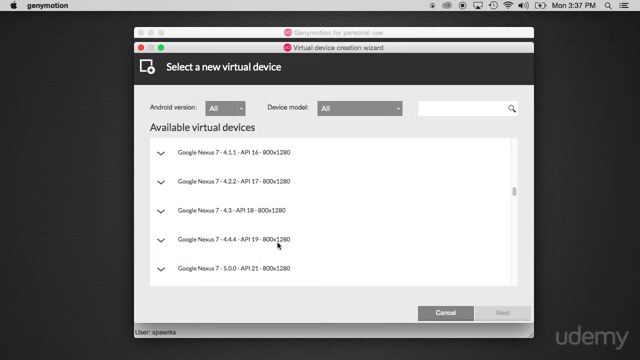 genymotion
Mon 3:37 PM
Genymotion for personal use
Virtual device creation wizard
Select a new virtual device
Android version: All Device model: All
Available virtual devices
Google Nexus 7 - 4.1.1 - API 16 - 800x1280
Google Nexus 7 - 4.2.2 - API 17 - 800x1280
Google Nexus 7 - 4.3 - API 18 - 800x1280
Google Nexus 7 - 4.4.4 - API 19 - 800x1280
Google Nexus 7 - 5.0.0 - API 21 - 800x1280
Cancel Next
User: spawrks
udemy